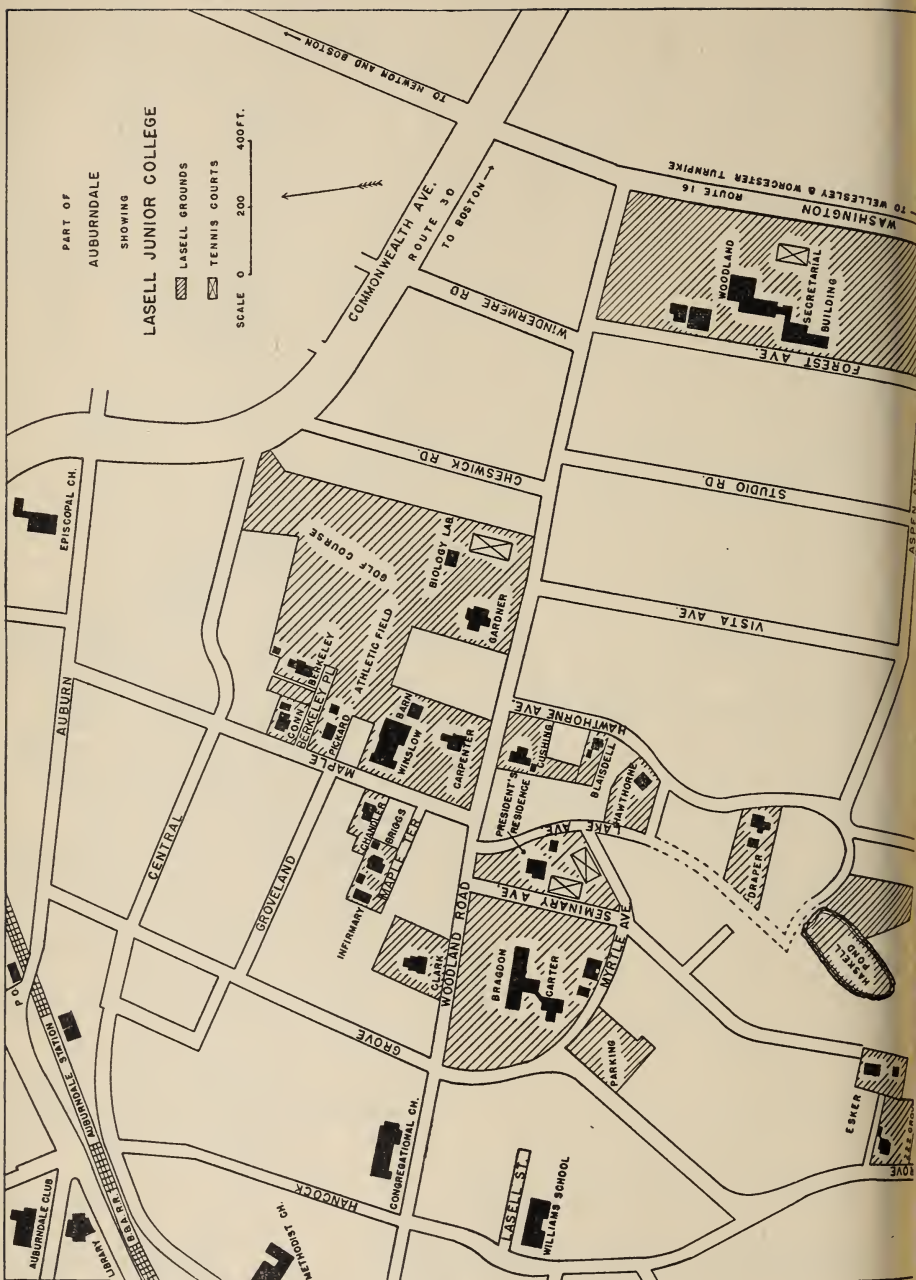 PART OF
AUBURNDALE
SHOWING
LASELL JUNIOR COLLEGE
LASELL GROUNDS
TENNIS COURTS
SCALE 0 200 400 FT.
TO NEWTON AND BOSTON
COMMONWEALTH AVE.
ROUTE 30
TO BOSTON
TO WELLESLEY & WORCESTER TURNPIKE
ROUTE 16
WASHINGTON
WINDERMERE RD
WOODLAND
SECRETARIAL
BUILDING
FOREST AVE.
CHESWICK RD.
STUDIO RD.
VISTA AVE.
EPISCOPAL CH.
AUBURN
GOLF COURSE
ATHLETIC FIELD
BIOLOGY LAB.
GARDNER
BERKELEY
BERKELEY PL.
CONN
PICKARD
BARN
WINSLOW
CARPENTER
MAPLE
CENTRAL
GROVELAND
CHANDLER
BRIGGS
MAPLE TER
INFIRMARY
CLARK
WOODLAND ROAD
HAWTHORNE AVE.
CUSHING
BLAISDELL
HAWTHORNE
PRESIDENT'S
RESIDENCE
LAKE AVE
SEMINARY AVE.
MYRTLE AVE
DRAPER
HASKELL
POND
BRAGDON
CARTER
PARKING
GROVE
P.O.
AUBURNDALE STATION
B.&A.R.R.
AUBURNDALE CLUB
LIBRARY
HANCOCK
CONGREGATIONAL CH.
METHODIST CH.
LASELL ST.
WILLIAMS SCHOOL
ESKER